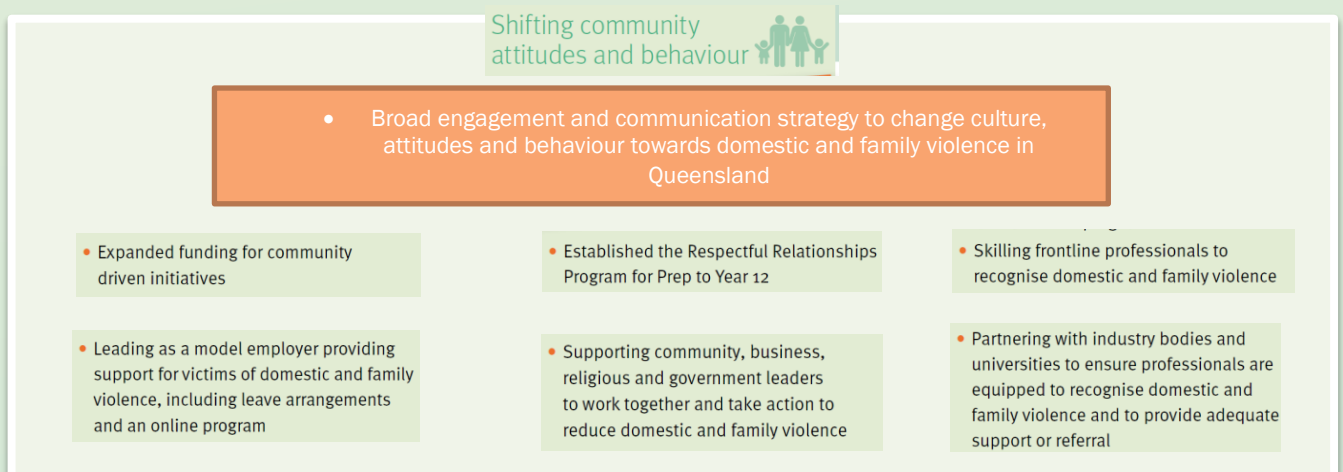 Shifting community
attitudes and behaviour
• Broad engagement and communication strategy to change culture,
attitudes and behaviour towards domestic and family violence in
Queensland
• Expanded funding for community
driven initiatives
• Established the Respectful Relationships
Program for Prep to Year 12
• Skilling frontline professionals to
recognise domestic and family violence
• Leading as a model employer providing
support for victims of domestic and family
violence, including leave arrangements
and an online program
• Supporting community, business,
religious and government leaders
to work together and take action to
reduce domestic and family violence
• Partnering with industry bodies and
universities to ensure professionals are
equipped to recognise domestic and
family violence and to provide adequate
support or referral